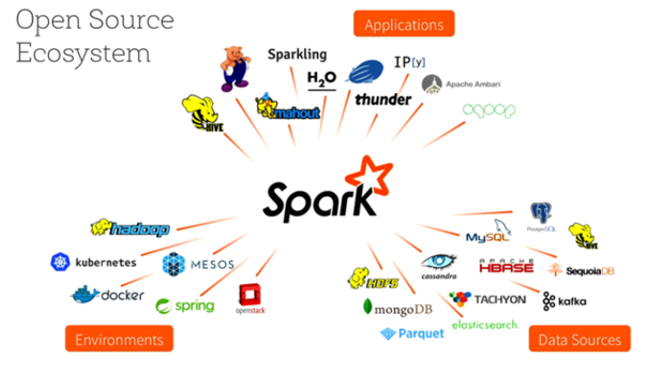 Open Source
Ecosystem
Applications
Sparkling
H2O
IP[y]
Apache Ambari
HIVE
mahout
thunder
sqoop
Spark
hadoop
kubernetes
MESOS
docker
spring
openstack
Environments
PostgreSQL
MySQL
HIVE
cassandra
APACHE
HBASE
SequoiaDB
HDFS
mongoDB
TACHYON
kafka
Parquet
elasticsearch.
Data Sources